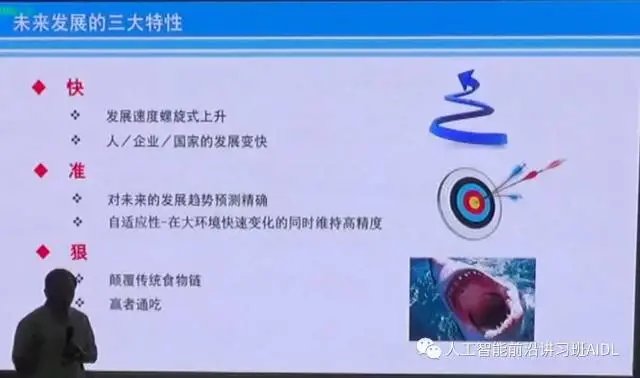 未来发展的三大特性
快
发展速度螺旋式上升
人/企业/国家的发展变快
准
对未来的发展趋势预测精确
自适应性-在大环境快速变化的同时维持高精度
狠
颠覆传统食物链
赢者通吃
人工智能前沿讲习班AIDL